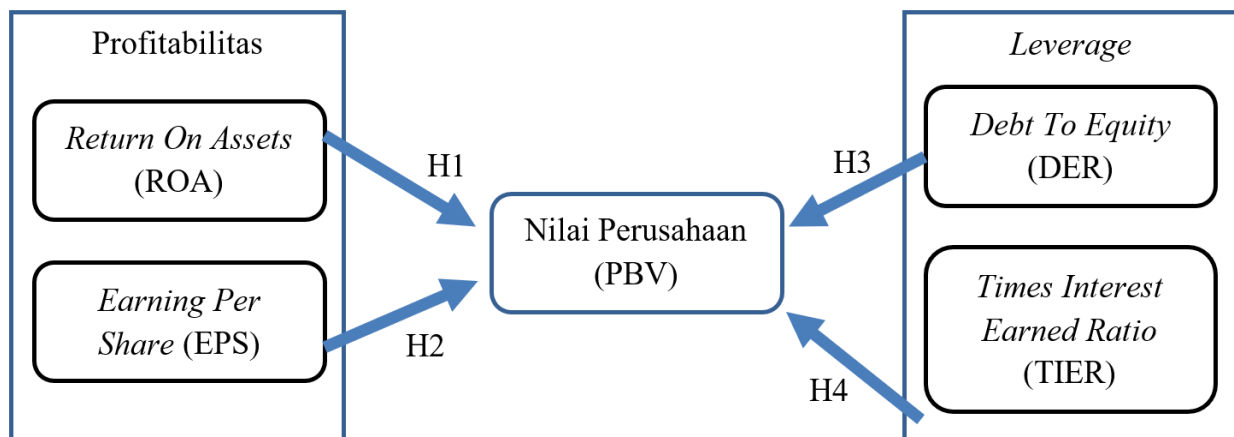 Profitabilitas
Return On Assets
(ROA)
Earning Per
Share (EPS)
H1
H2
Nilai Perusahaan
(PBV)
H3
H4
Leverage
Debt To Equity
(DER)
Times Interest
Earned Ratio
(TIER)